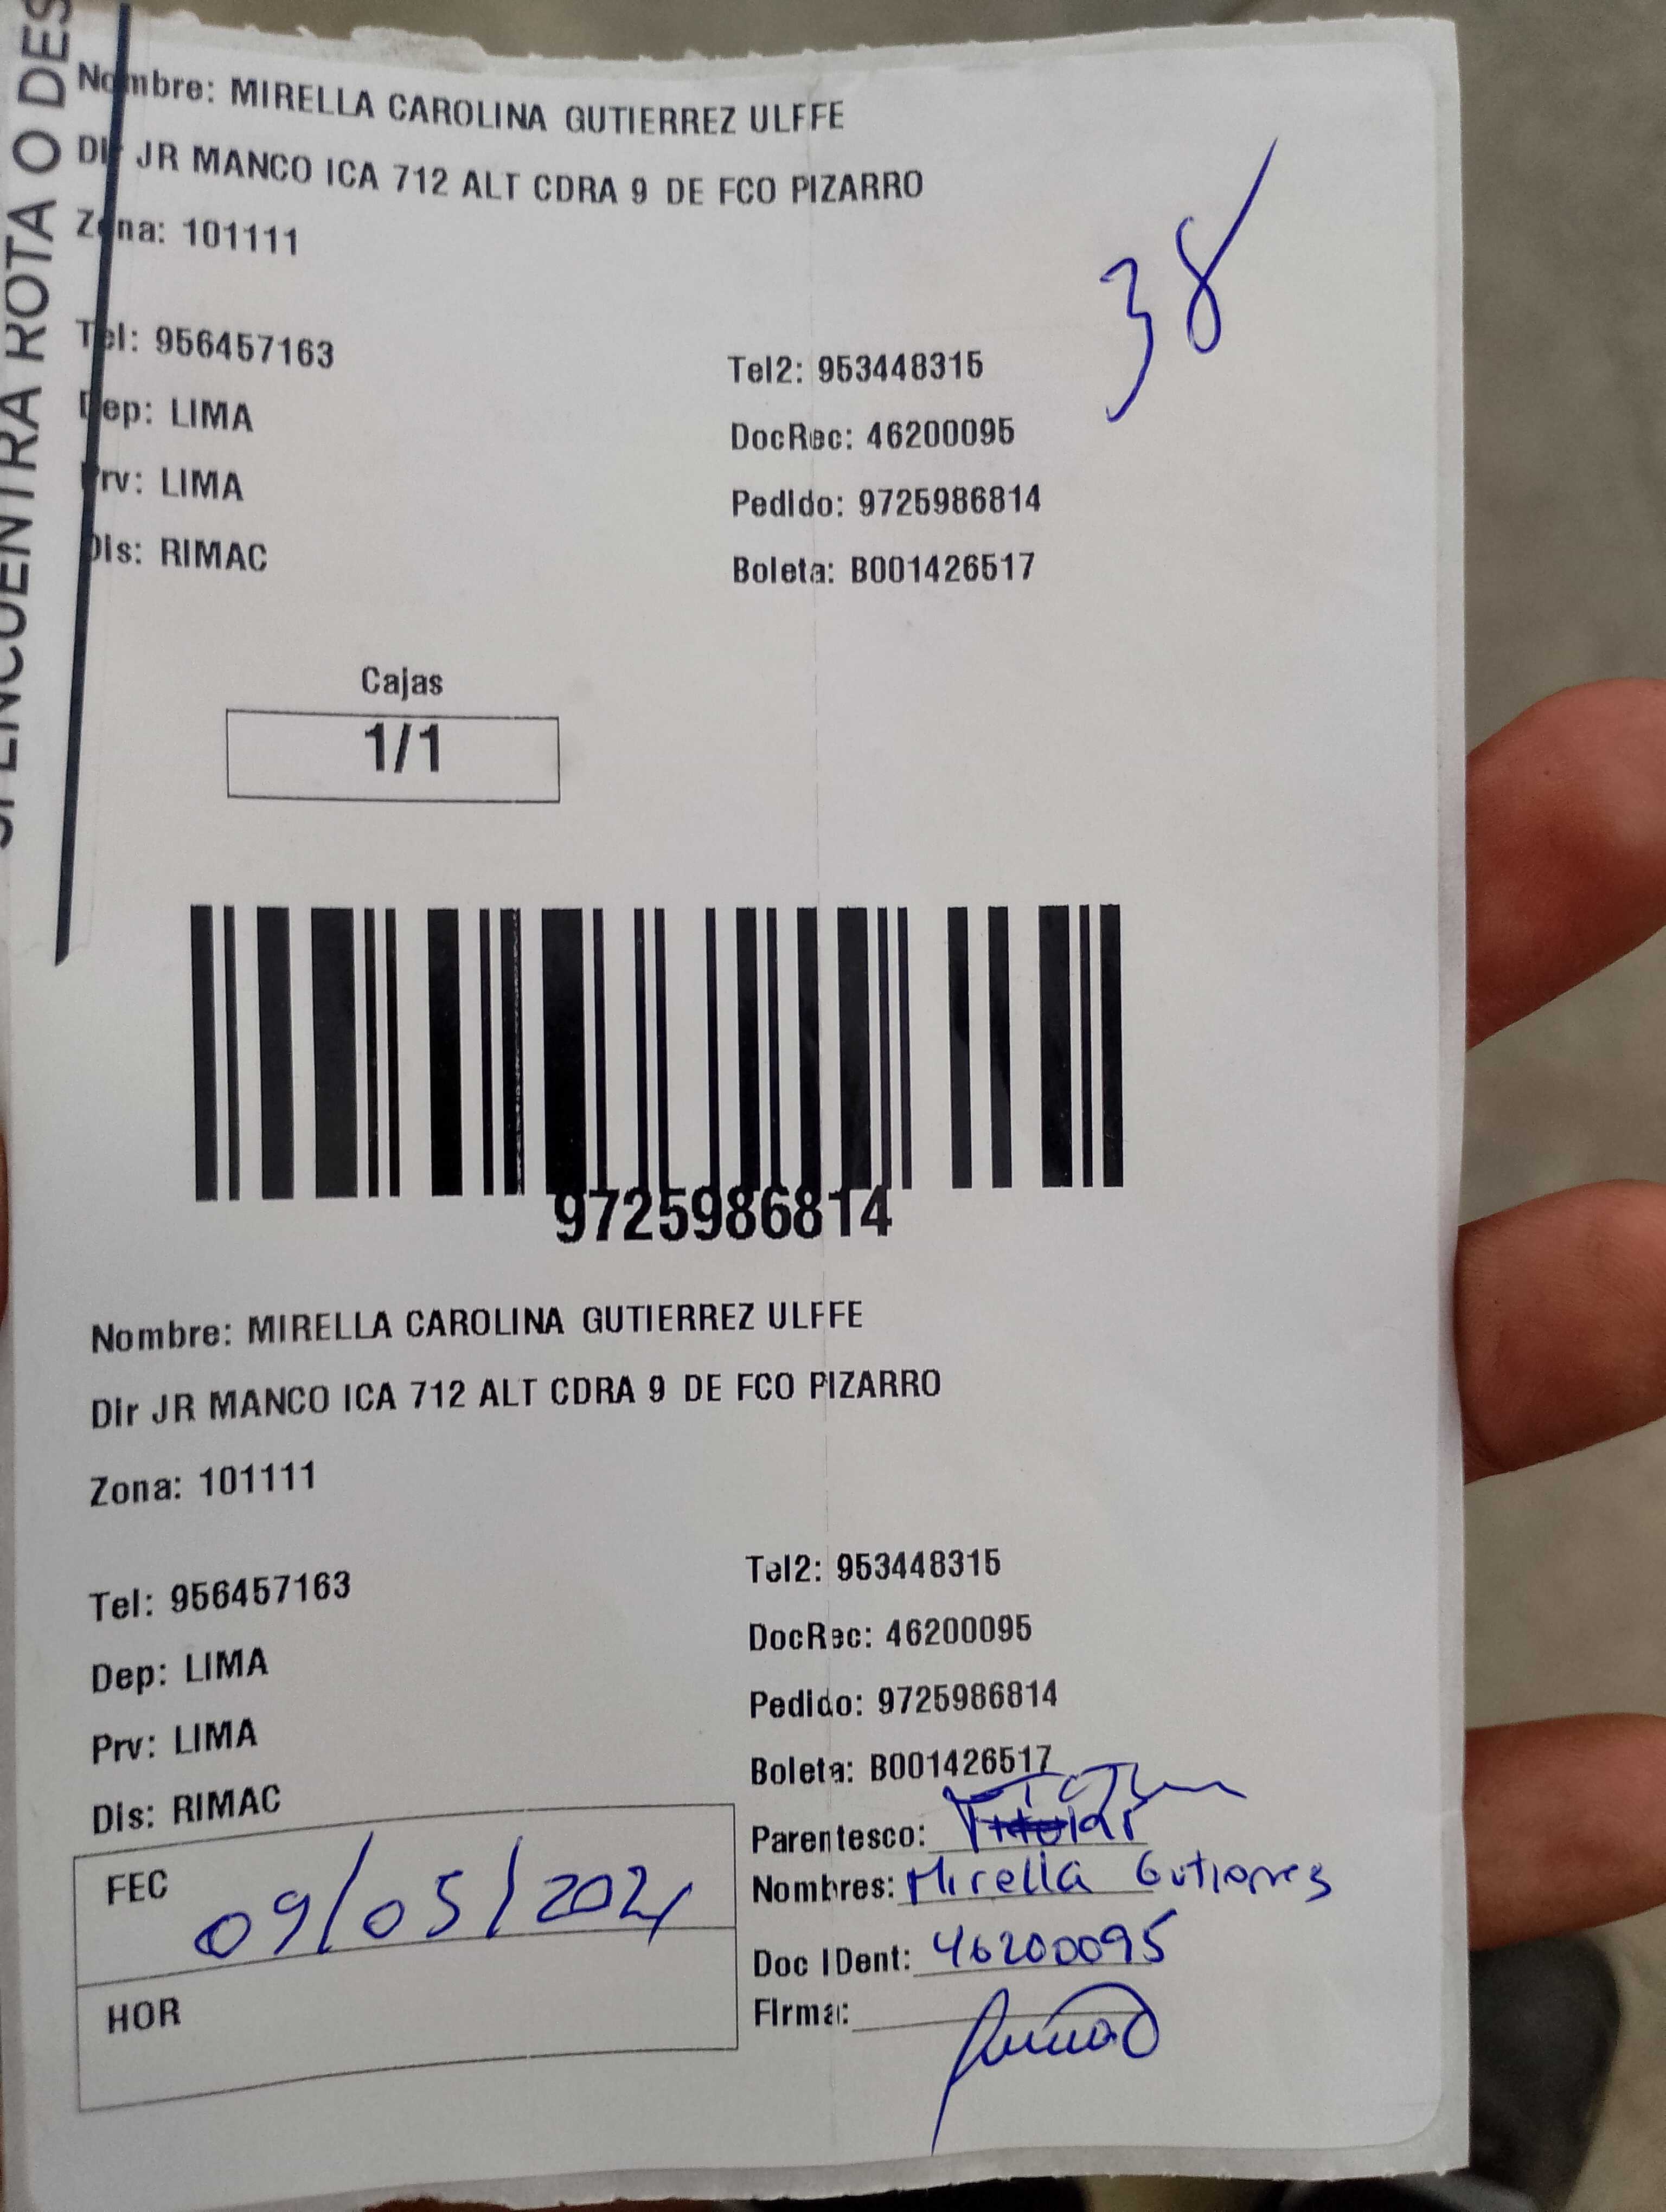 ENCUENTRA ROTA O DES
Nombre: MIRELLA CAROLINA GUTIERREZ ULFFE
Dir JR MANCO ICA 712 ALT CDRA 9 DE FCO PIZARRO
Zona: 101111
38
Tel: 956457163
Tel2: 953448315
Dep: LIMA
DocRec: 46200095
Prv: LIMA
Pedido: 9725986814
Dis: RIMAC
Boleta: B001426517
Cajas
1/1
9725986814
Nombre: MIRELLA CAROLINA GUTIERREZ ULFFE
Dir JR MANCO ICA 712 ALT CDRA 9 DE FCO PIZARRO
Zona: 101111
Tel: 956457163
Tel2: 953448315
Dep: LIMA
DocRec: 46200095
Prv: LIMA
Pedido: 9725986814
Dis: RIMAC
Boleta: B001426517
Parentesco: Titular
FEC 09/05/2021
Nombres: Mirella Gutierres
Doc IDent: 46200095
HOR
Firma: